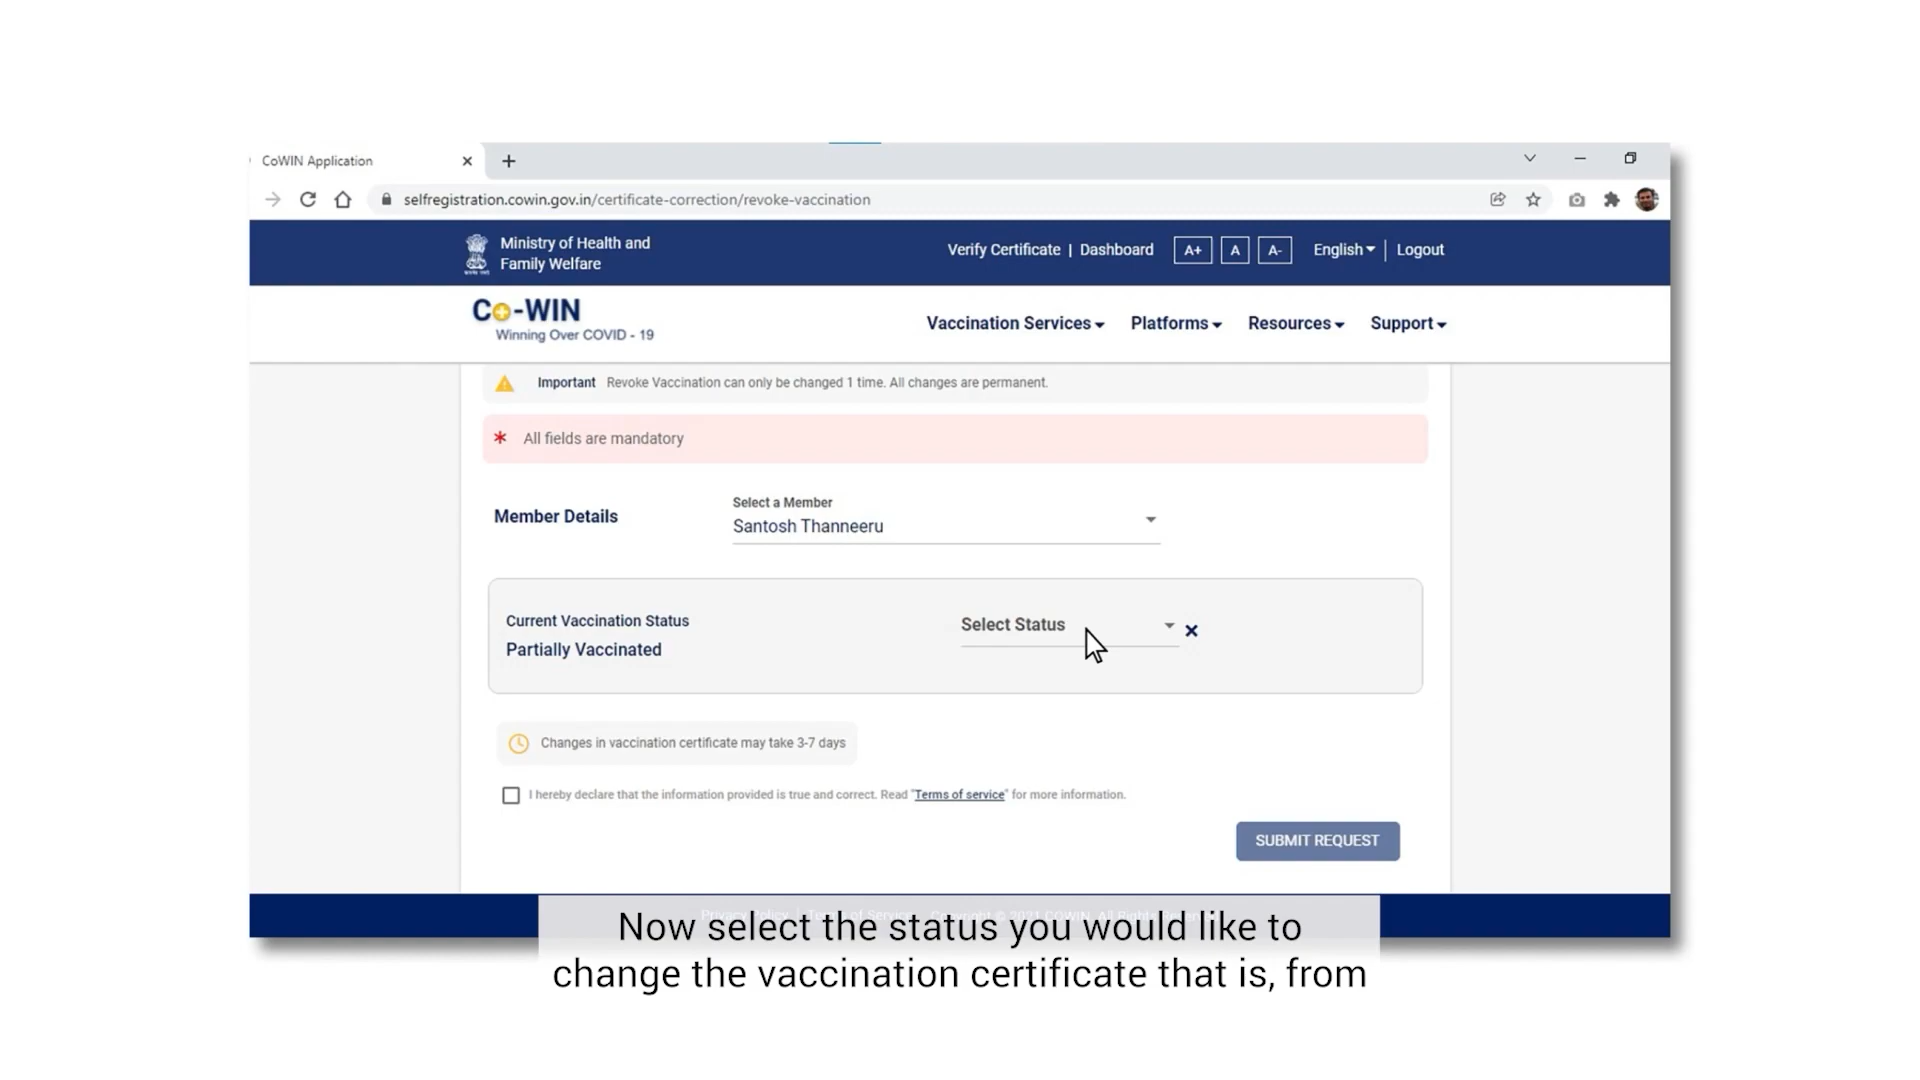 CoWIN Application
selfregistration.cowin.gov.in/certificate-correction/revoke-vaccination
Ministry of Health and
Family Welfare
Verify Certificate | Dashboard A+ A A- English | Logout
Co-WIN
Winning Over COVID - 19
Vaccination Services Platforms Resources Support
Important Revoke Vaccination can only be changed 1 time. All changes are permanent.
* All fields are mandatory
Select a Member
Member Details
Santosh Thanneeru
Current Vaccination Status
Select Status
Partially Vaccinated
Changes in vaccination certificate may take 3-7 days
I hereby declare that the information provided is true and correct. Read "Terms of service" for more information.
SUBMIT REQUEST
Now select the status you would like to
change the vaccination certificate that is, from